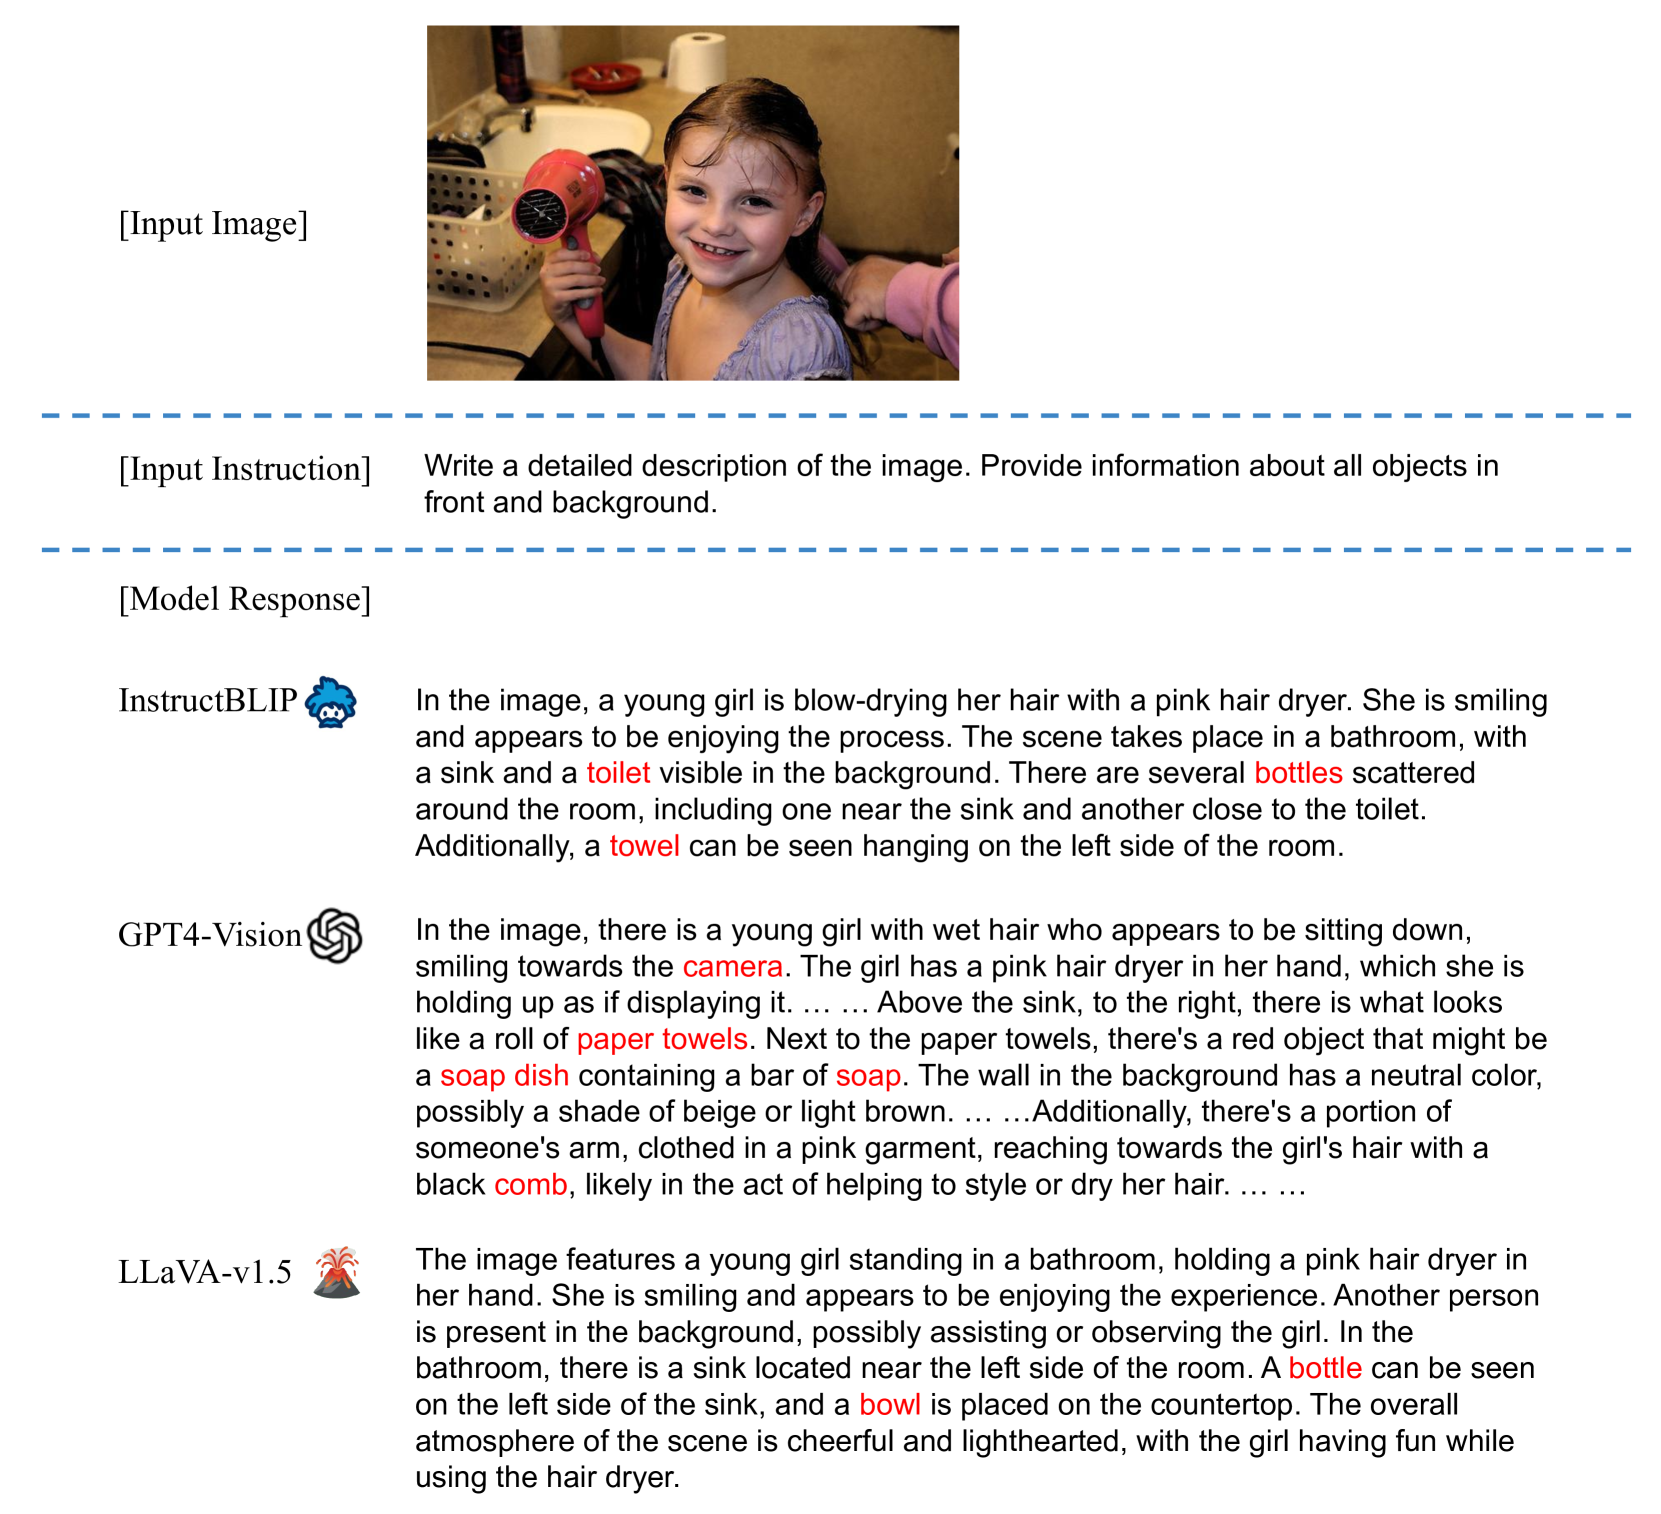 [Input Image]
[Input Instruction]
Write a detailed description of the image. Provide information about all objects in
front and background.
[Model Response]
InstructBLIP
In the image, a young girl is blow-drying her hair with a pink hair dryer. She is smiling
and appears to be enjoying the process. The scene takes place in a bathroom, with
a sink and a toilet visible in the background. There are several bottles scattered
around the room, including one near the sink and another close to the toilet.
Additionally, a towel can be seen hanging on the left side of the room.
GPT4-Vision
In the image, there is a young girl with wet hair who appears to be sitting down,
smiling towards the camera. The girl has a pink hair dryer in her hand, which she is
holding up as if displaying it. … … Above the sink, to the right, there is what looks
like a roll of paper towels. Next to the paper towels, there's a red object that might be
a soap dish containing a bar of soap. The wall in the background has a neutral color,
possibly a shade of beige or light brown. … …Additionally, there's a portion of
someone's arm, clothed in a pink garment, reaching towards the girl's hair with a
black comb, likely in the act of helping to style or dry her hair. … …
LLaVA-v1.5
The image features a young girl standing in a bathroom, holding a pink hair dryer in
her hand. She is smiling and appears to be enjoying the experience. Another person
is present in the background, possibly assisting or observing the girl. In the
bathroom, there is a sink located near the left side of the room. A bottle can be seen
on the left side of the sink, and a bowl is placed on the countertop. The overall
atmosphere of the scene is cheerful and lighthearted, with the girl having fun while
using the hair dryer.